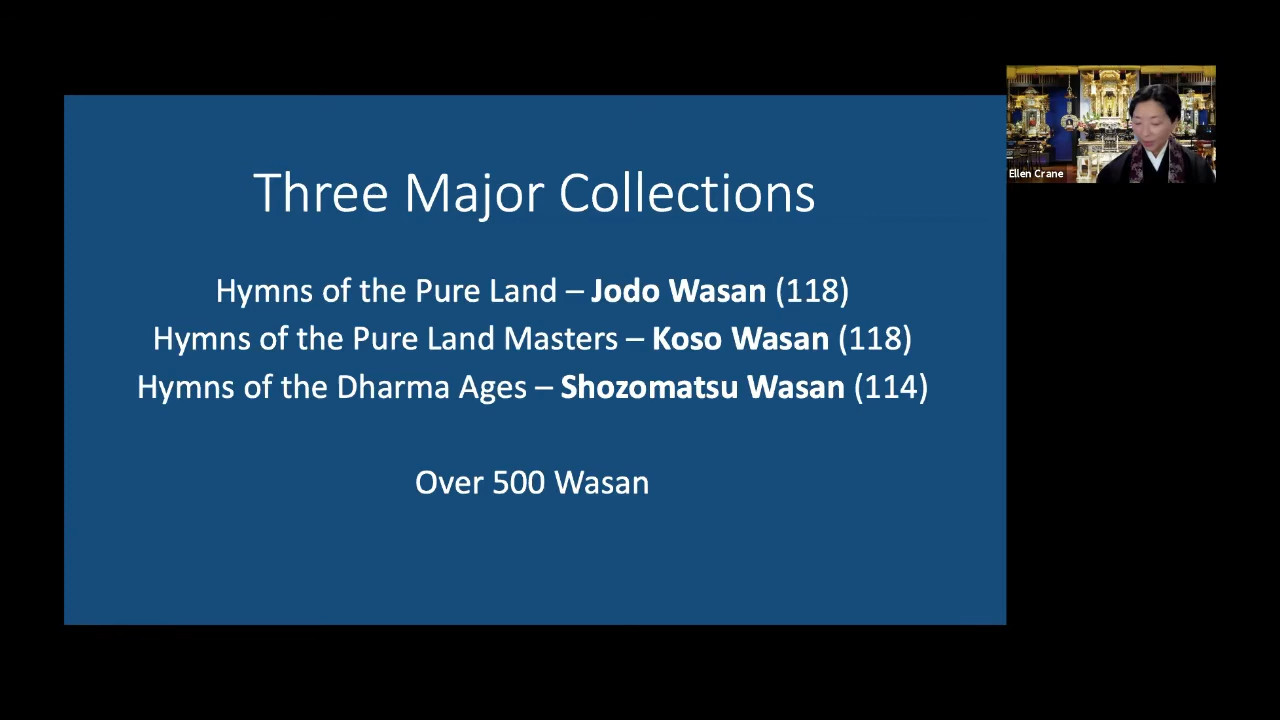 Three Major Collections
Hymns of the Pure Land – Jodo Wasan (118)
Hymns of the Pure Land Masters – Koso Wasan (118)
Hymns of the Dharma Ages – Shozomatsu Wasan (114)
Over 500 Wasan
Ellen Crane